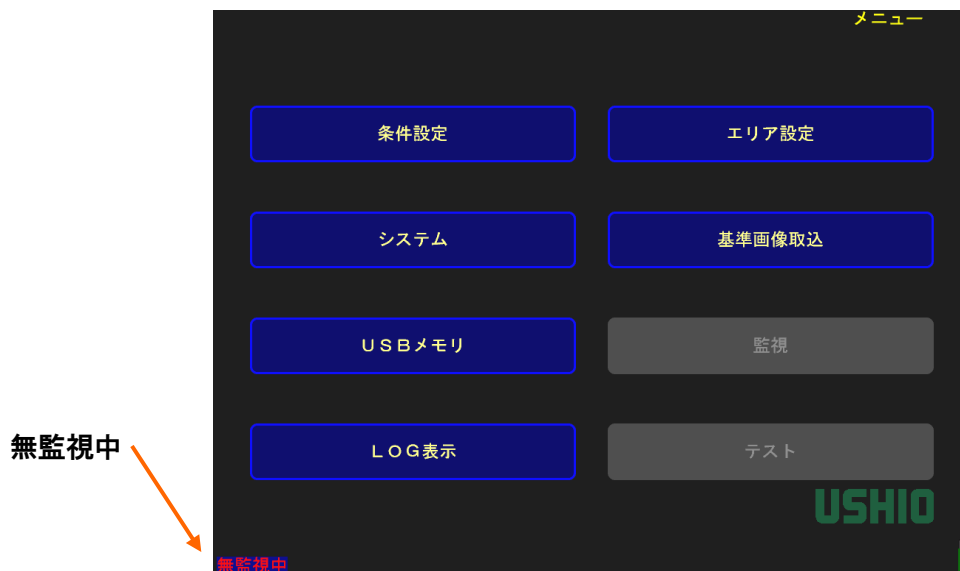 メニュー
条件設定
エリア設定
システム
基準画像取込
ＵＳＢメモリ
監視
ＬＯＧ表示
テスト
USHIO
無監視中
無監視中